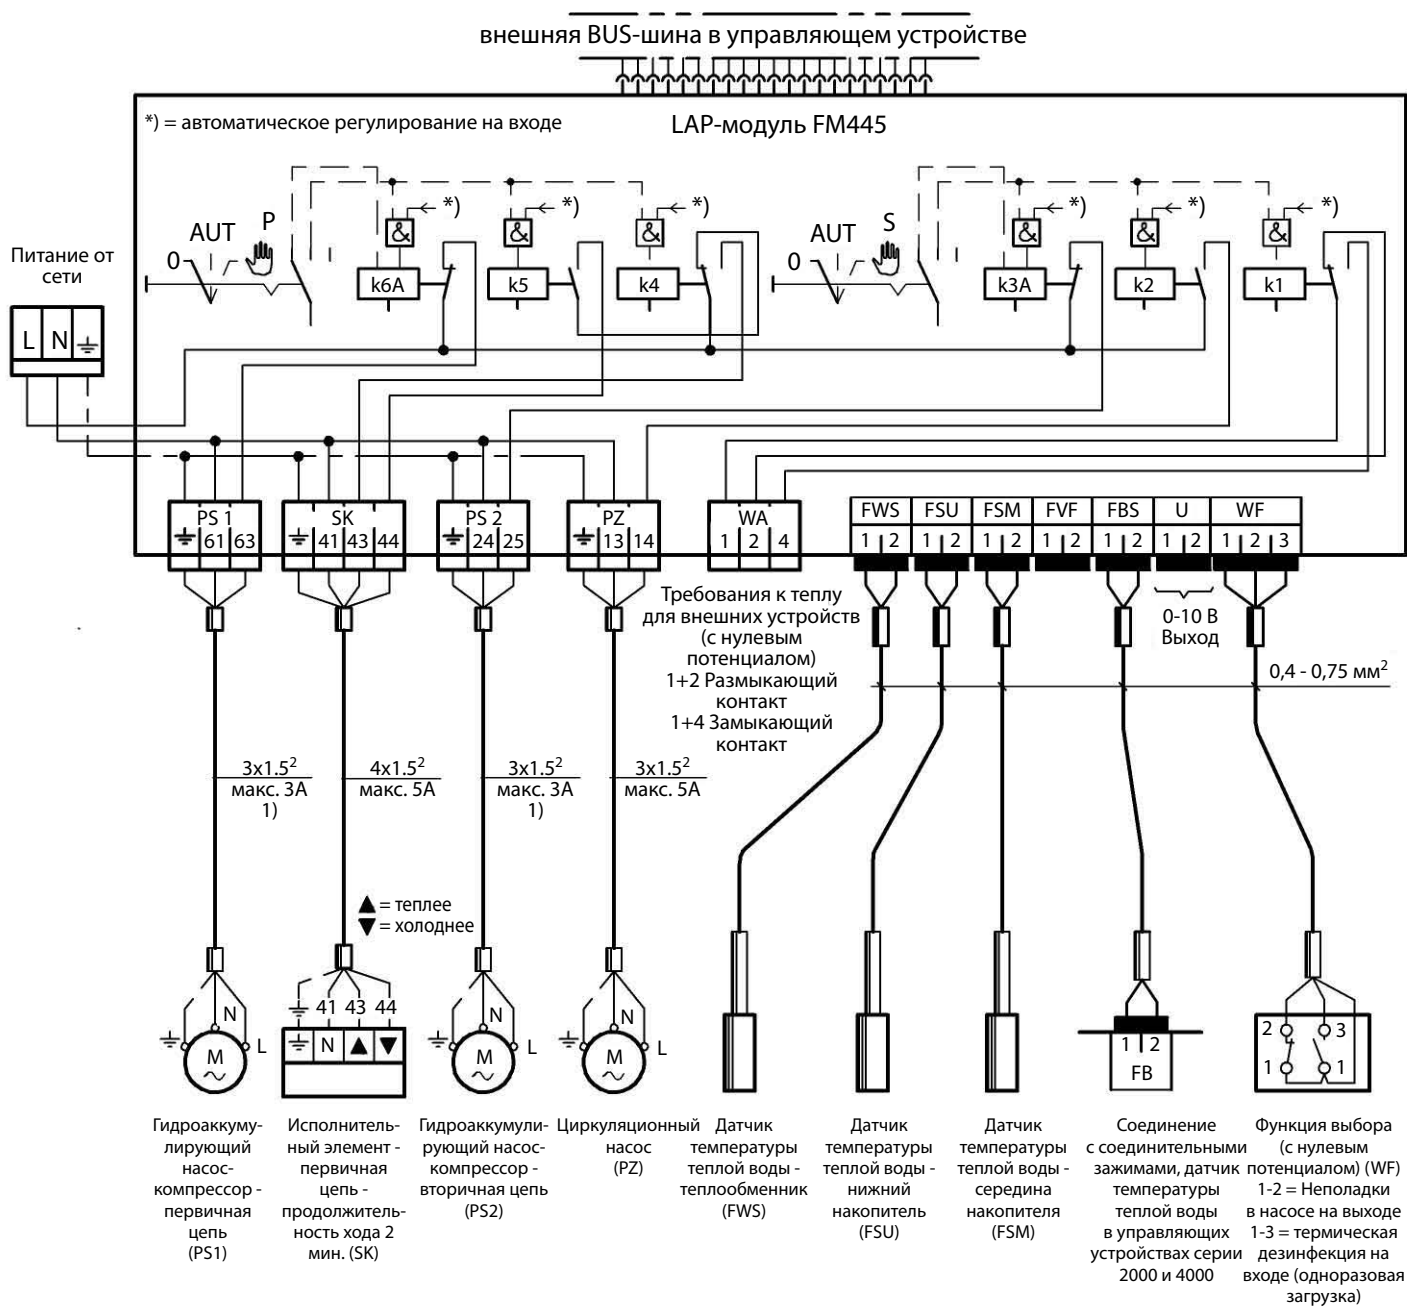 внешняя BUS-шина в управляющем устройстве
*) = автоматическое регулирование на входе
LAP-модуль FM445
Питание от
сети
L N
0 AUT P
& *) & *) & *)
k6A k5 k4
0 AUT S
& *) & *) & *)
k3A k2 k1
PS 1
61 63
SK
41 43 44
PS 2
24 25
PZ
13 14
WA
1 2 4
FWS FSU FSM FVF FBS U WF
1 2 1 2 1 2 1 2 1 2 1 2 1 2 3
Требования к теплу
для внешних устройств
(с нулевым
потенциалом)
1+2 Размыкающий
контакт
1+4 Замыкающий
контакт
0-10 В
Выход
0,4 - 0,75 мм²
3x1.5²
макс. 3А
1)
4x1.5²
макс. 5А
3x1.5²
макс. 3А
1)
3x1.5²
макс. 5А
▲ = теплее
▼ = холоднее
N
M
~
L
41 43 44
N ▲ ▼
N
M
~
L
N
M
~
L
1 2
FB
2 3
1 1
Гидроаккуму-
лирующий
насос-
компрессор -
первичная
цепь
(PS1)
Исполнитель-
ный элемент -
первичная
цепь -
продолжитель-
ность хода 2
мин. (SK)
Гидроаккумули-
рующий насос-
компрессор -
вторичная цепь
(PS2)
Циркуляционный
насос
(PZ)
Датчик
температуры
теплой воды -
теплообменник
(FWS)
Датчик
температуры
теплой воды -
нижний
накопитель
(FSU)
Датчик
температуры
теплой воды -
середина
накопителя
(FSM)
Соединение
с соединительными
зажимами, датчик
температуры
теплой воды
в управляющих
устройствах серии
2000 и 4000
Функция выбора
(с нулевым
потенциалом) (WF)
1-2 = Неполадки
в насосе на выходе
1-3 = термическая
дезинфекция на
входе (одноразовая
загрузка)